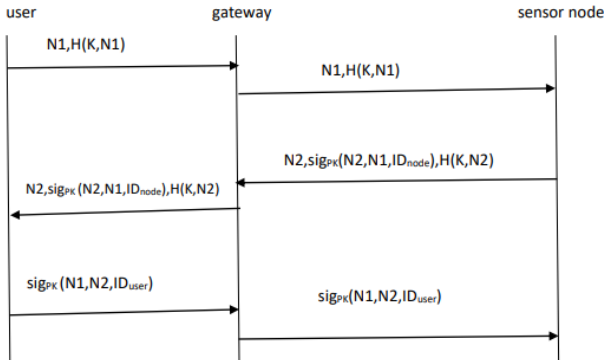 user gateway sensor node
N1,H(K,N1)
N1,H(K,N1)
N2,sigPK(N2,N1,IDnode),H(K,N2)
N2,sigPK(N2,N1,IDnode),H(K,N2)
sigPK(N1,N2,IDuser)
sigPK(N1,N2,IDuser)